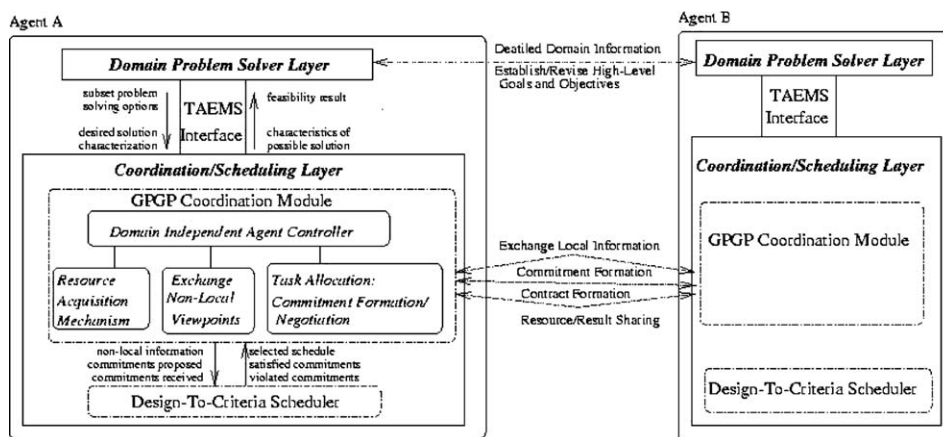 Agent A
Domain Problem Solver Layer
subset problem
solving options
desired solution
characterization
TAEMS
Interface
feasibility result
characteristics of
possible solution
Coordination/Scheduling Layer
GPGP Coordination Module
Domain Independent Agent Controller
Resource
Acquisition
Mechanism
Exchange
Non-Local
Viewpoints
Task Allocation:
Commitment Formation/
Negotiation
non-local information
commitments proposed
commitments received
selected schedule
satisfied commitments
violated commitments
Design-To-Criteria Scheduler
Deatiled Domain Information
Establish/Revise High-Level
Goals and Objectives
Exchange Local Information
Commitment Formation
Contract Formation
Resource/Result Sharing
Agent B
Domain Problem Solver Layer
TAEMS
Interface
Coordination/Scheduling Layer
GPGP Coordination Module
Design-To-Criteria Scheduler